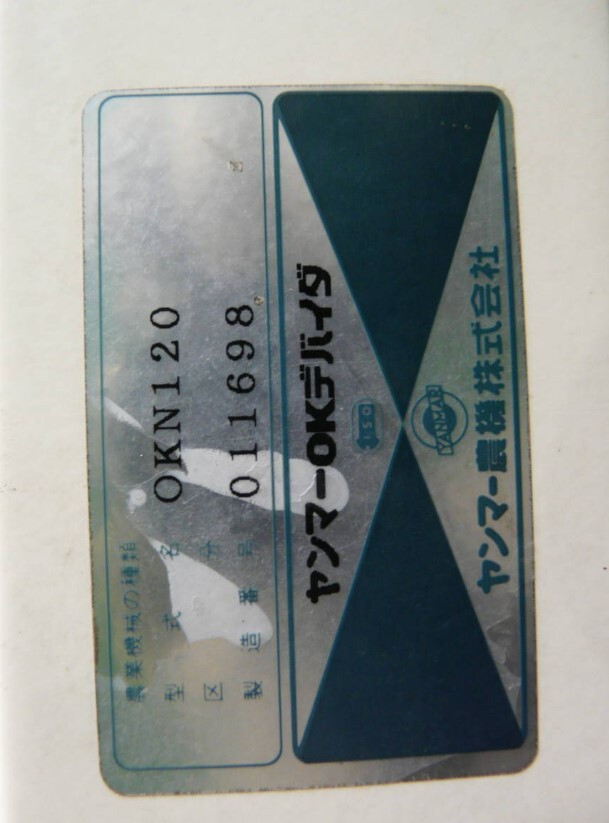 農業機械の種類
型式名 OKN120
区分
製造番号 011698
ヤンマーOKデバイダ
YANMAR
ヤンマー農機株式会社